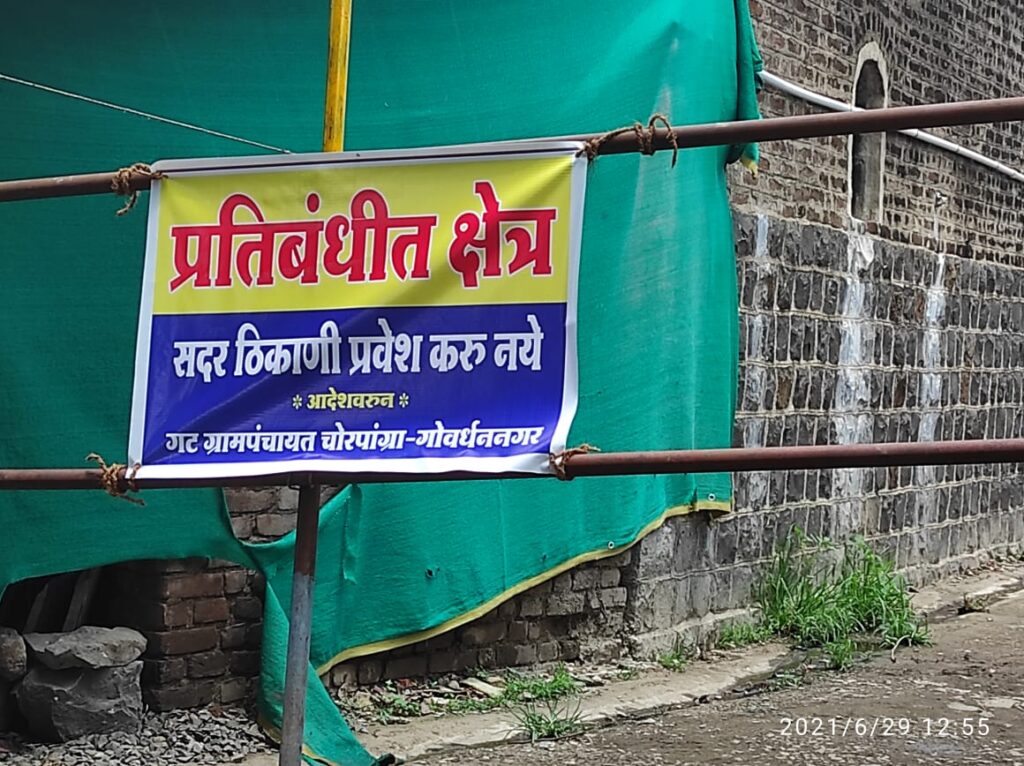 प्रतिबंधीत क्षेत्र
सदर ठिकाणी प्रवेश करु नये
* आदेशवरुन *
गट ग्रामपंचायत चोरपांग्रा-गोवर्धननगर
2021/6/29 12:55